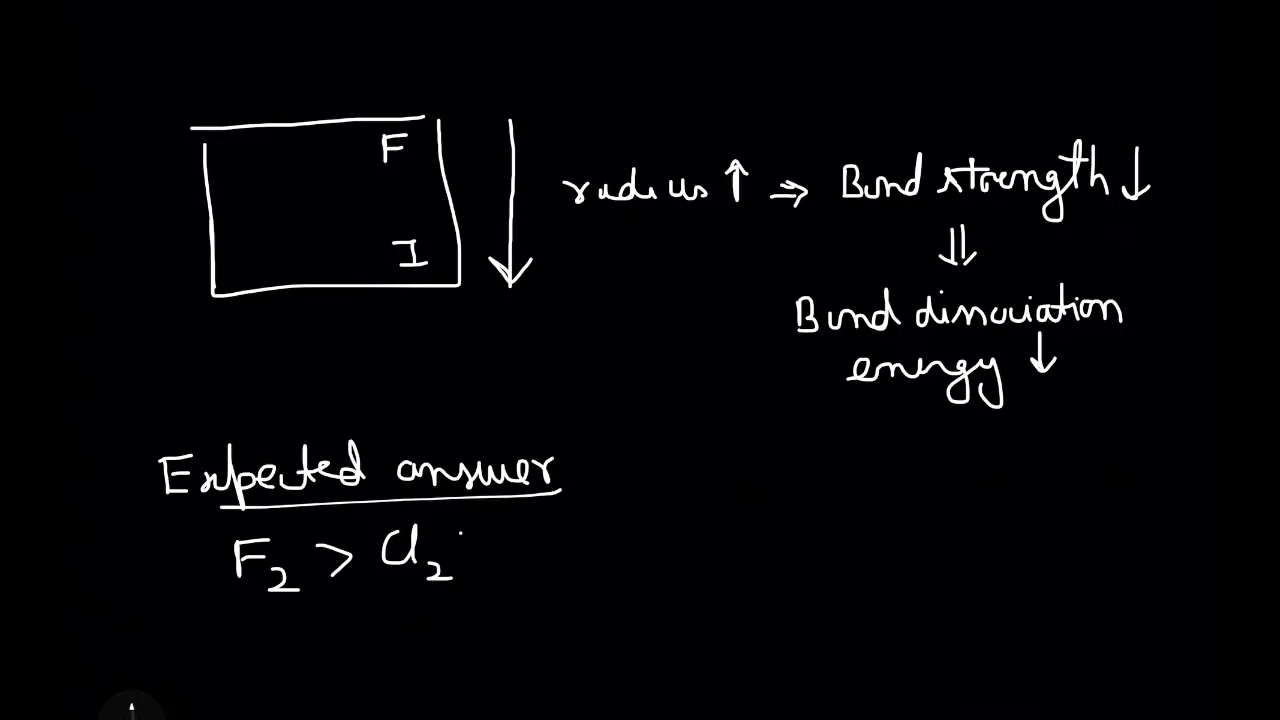 F
I
radius ↑ ⇒ Bond strength ↓
⇓
Bond dissociation
energy ↓
Expected answer
F₂ > Cl₂